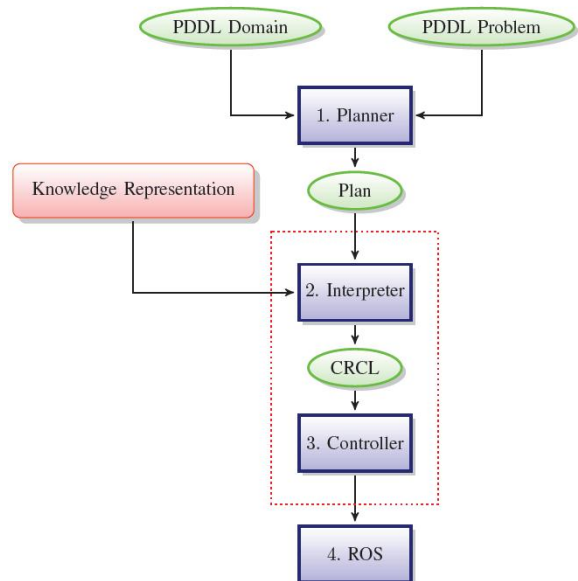 PDDL Domain
PDDL Problem
1. Planner
Knowledge Representation
Plan
2. Interpreter
CRCL
3. Controller
4. ROS